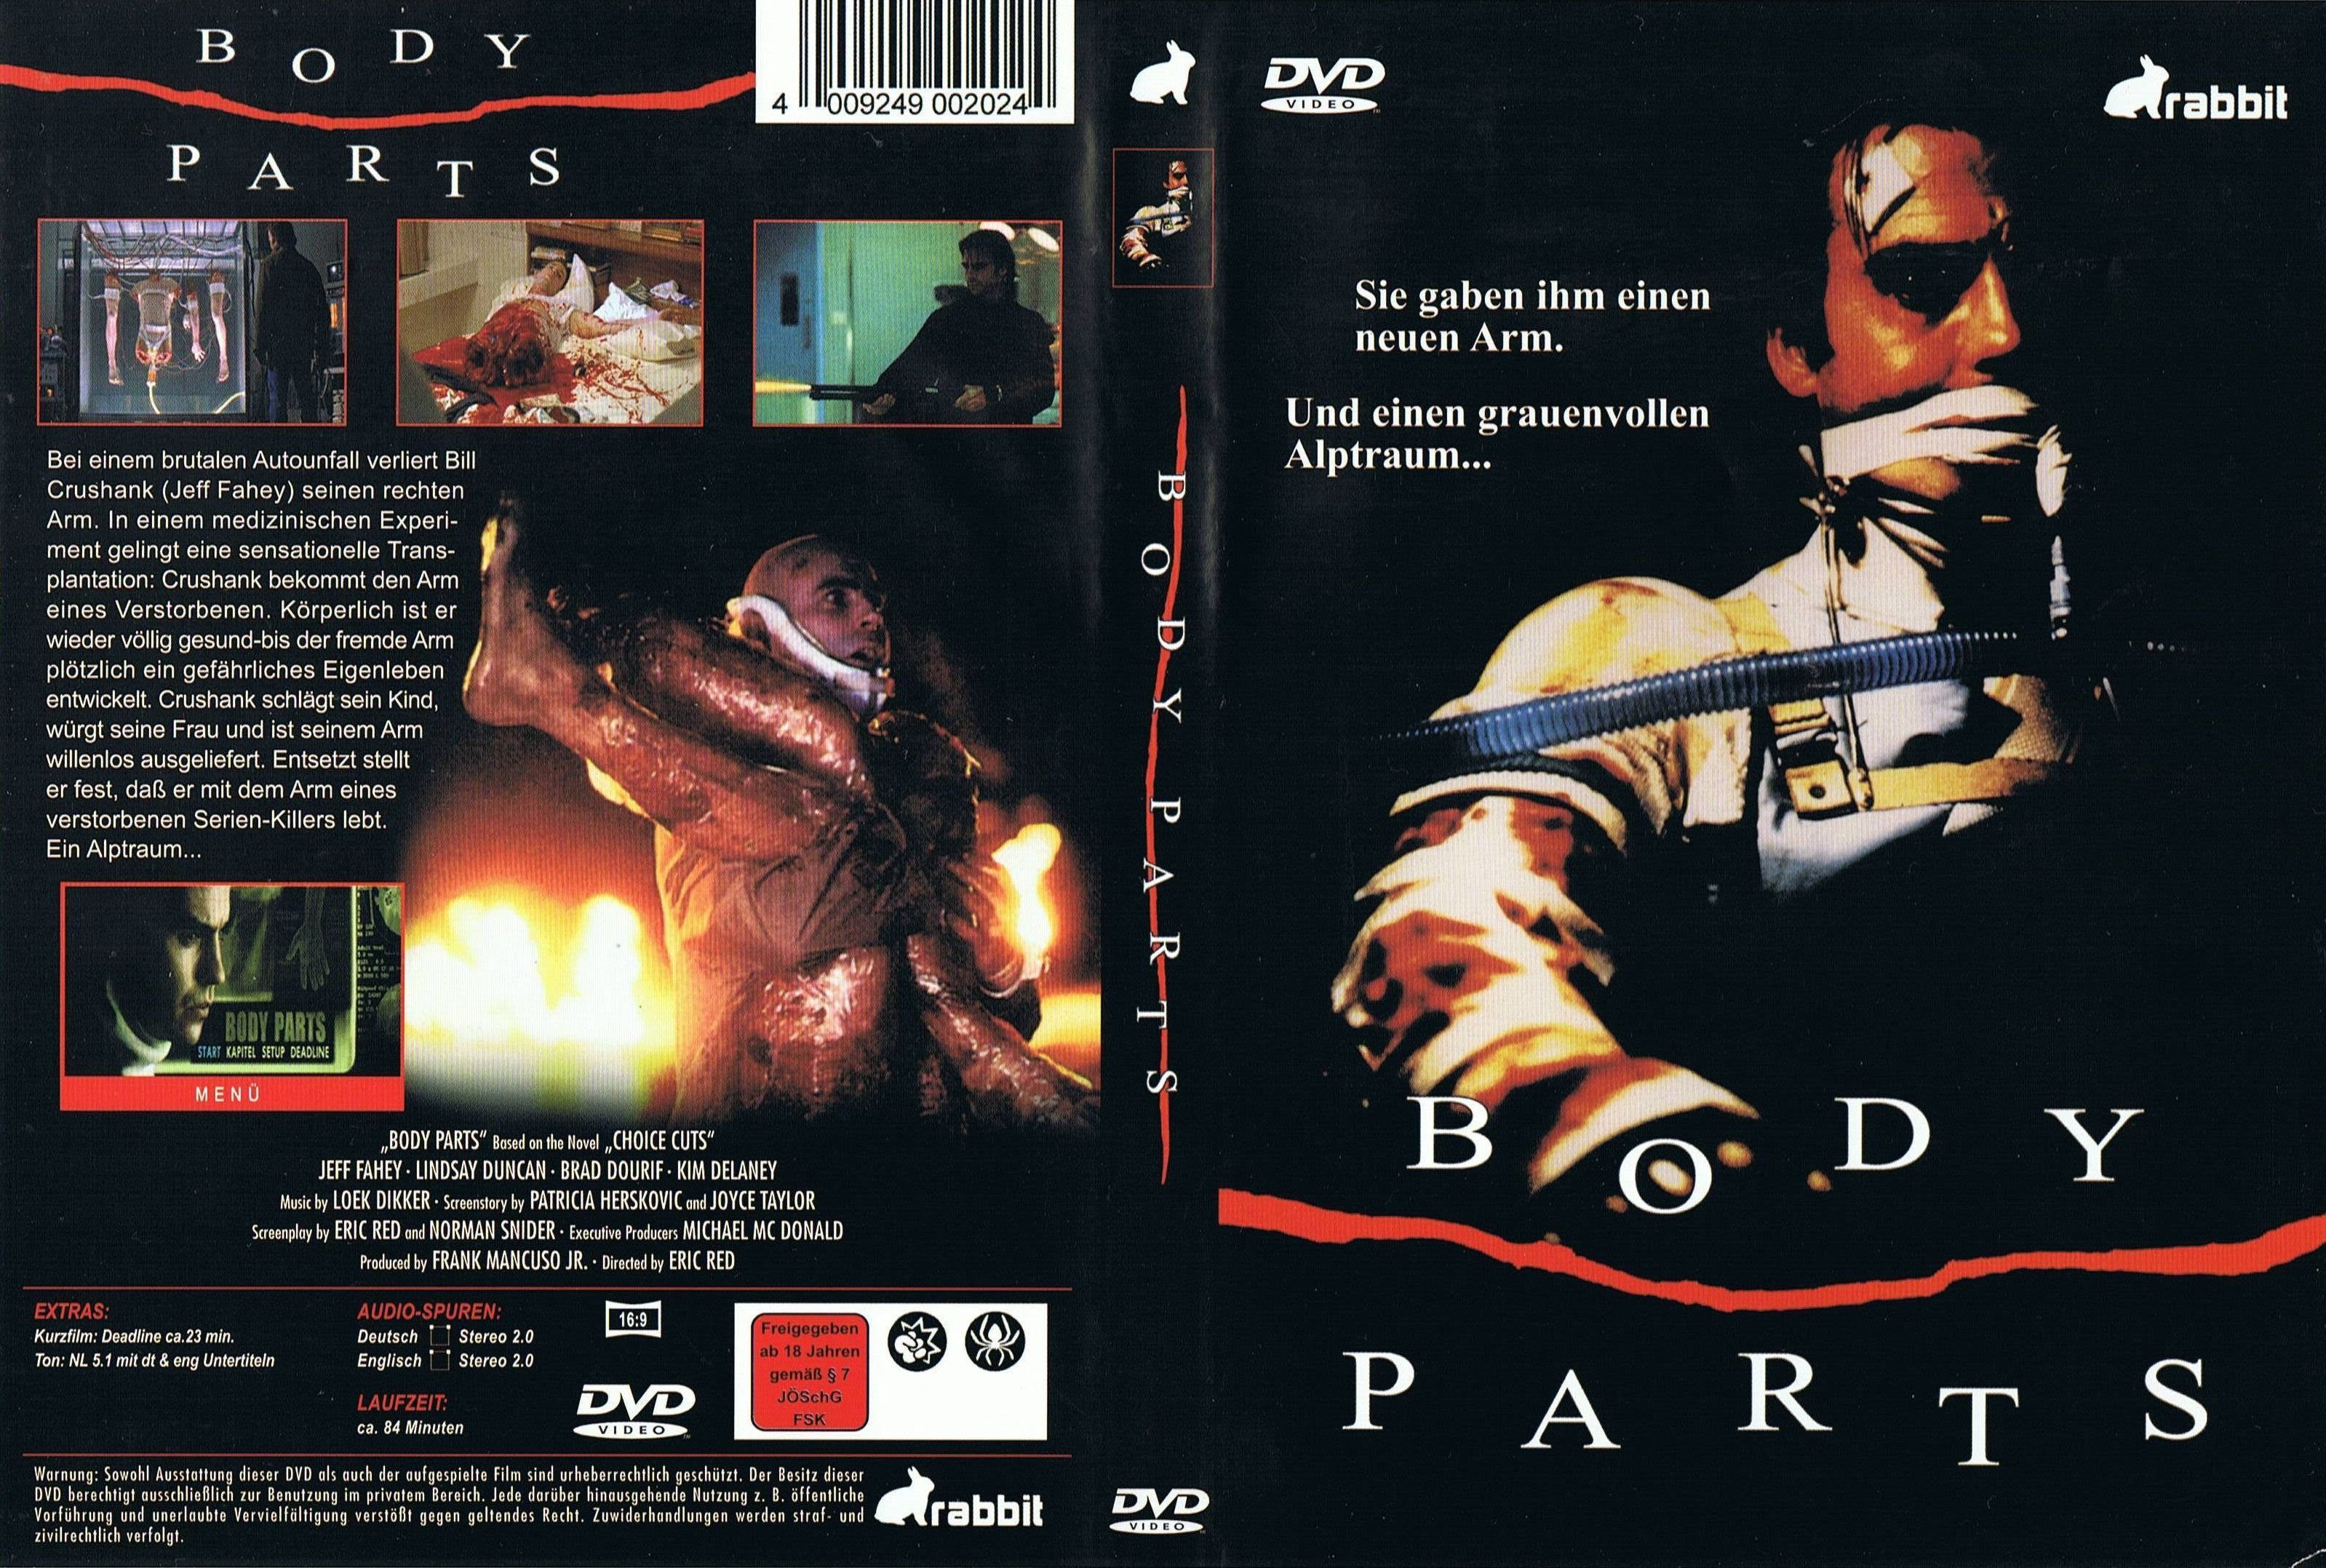 B O D Y
P A R T S
4 009249 002024
Bei einem brutalen Autounfall verliert Bill
Crushank (Jeff Fahey) seinen rechten
Arm. In einem medizinischen Experi-
ment gelingt eine sensationelle Trans-
plantation: Crushank bekommt den Arm
eines Verstorbenen. Körperlich ist er
wieder völlig gesund-bis der fremde Arm
plötzlich ein gefährliches Eigenleben
entwickelt. Crushank schlägt sein Kind,
würgt seine Frau und ist seinem Arm
willenlos ausgeliefert. Entsetzt stellt
er fest, daß er mit dem Arm eines
verstorbenen Serien-Killers lebt.
Ein Alptraum...
BODY PARTS
START KAPITEL SETUP DEADLINE
MENÜ
„BODY PARTS“ Based on the Novel „CHOICE CUTS“
JEFF FAHEY · LINDSAY DUNCAN · BRAD DOURIF · KIM DELANEY
Music by LOEK DIKKER · Screenstory by PATRICIA HERSKOVIC and JOYCE TAYLOR
Screenplay by ERIC RED and NORMAN SNIDER · Executive Producers MICHAEL MC DONALD
Produced by FRANK MANCUSO JR. · Directed by ERIC RED
EXTRAS:
Kurzfilm: Deadline ca.23 min.
Ton: NL 5.1 mit dt & eng Untertiteln
AUDIO-SPUREN:
Deutsch Stereo 2.0
Englisch Stereo 2.0
LAUFZEIT:
ca. 84 Minuten
16:9
DVD
VIDEO
Freigegeben
ab 18 Jahren
gemäß § 7
JÖSchG
FSK
Warnung: Sowohl Ausstattung dieser DVD als auch der aufgespielte Film sind urheberrechtlich geschützt. Der Besitz dieser
DVD berechtigt ausschließlich zur Benutzung im privatem Bereich. Jede darüber hinausgehende Nutzung z. B. öffentliche
Vorführung und unerlaubte Vervielfältigung verstößt gegen geltendes Recht. Zuwiderhandlungen werden straf- und
zivilrechtlich verfolgt.
rabbit
B O D Y P A R T S
DVD
VIDEO
DVD
VIDEO
rabbit
Sie gaben ihm einen
neuen Arm.
Und einen grauenvollen
Alptraum...
B O D Y
P A R T S